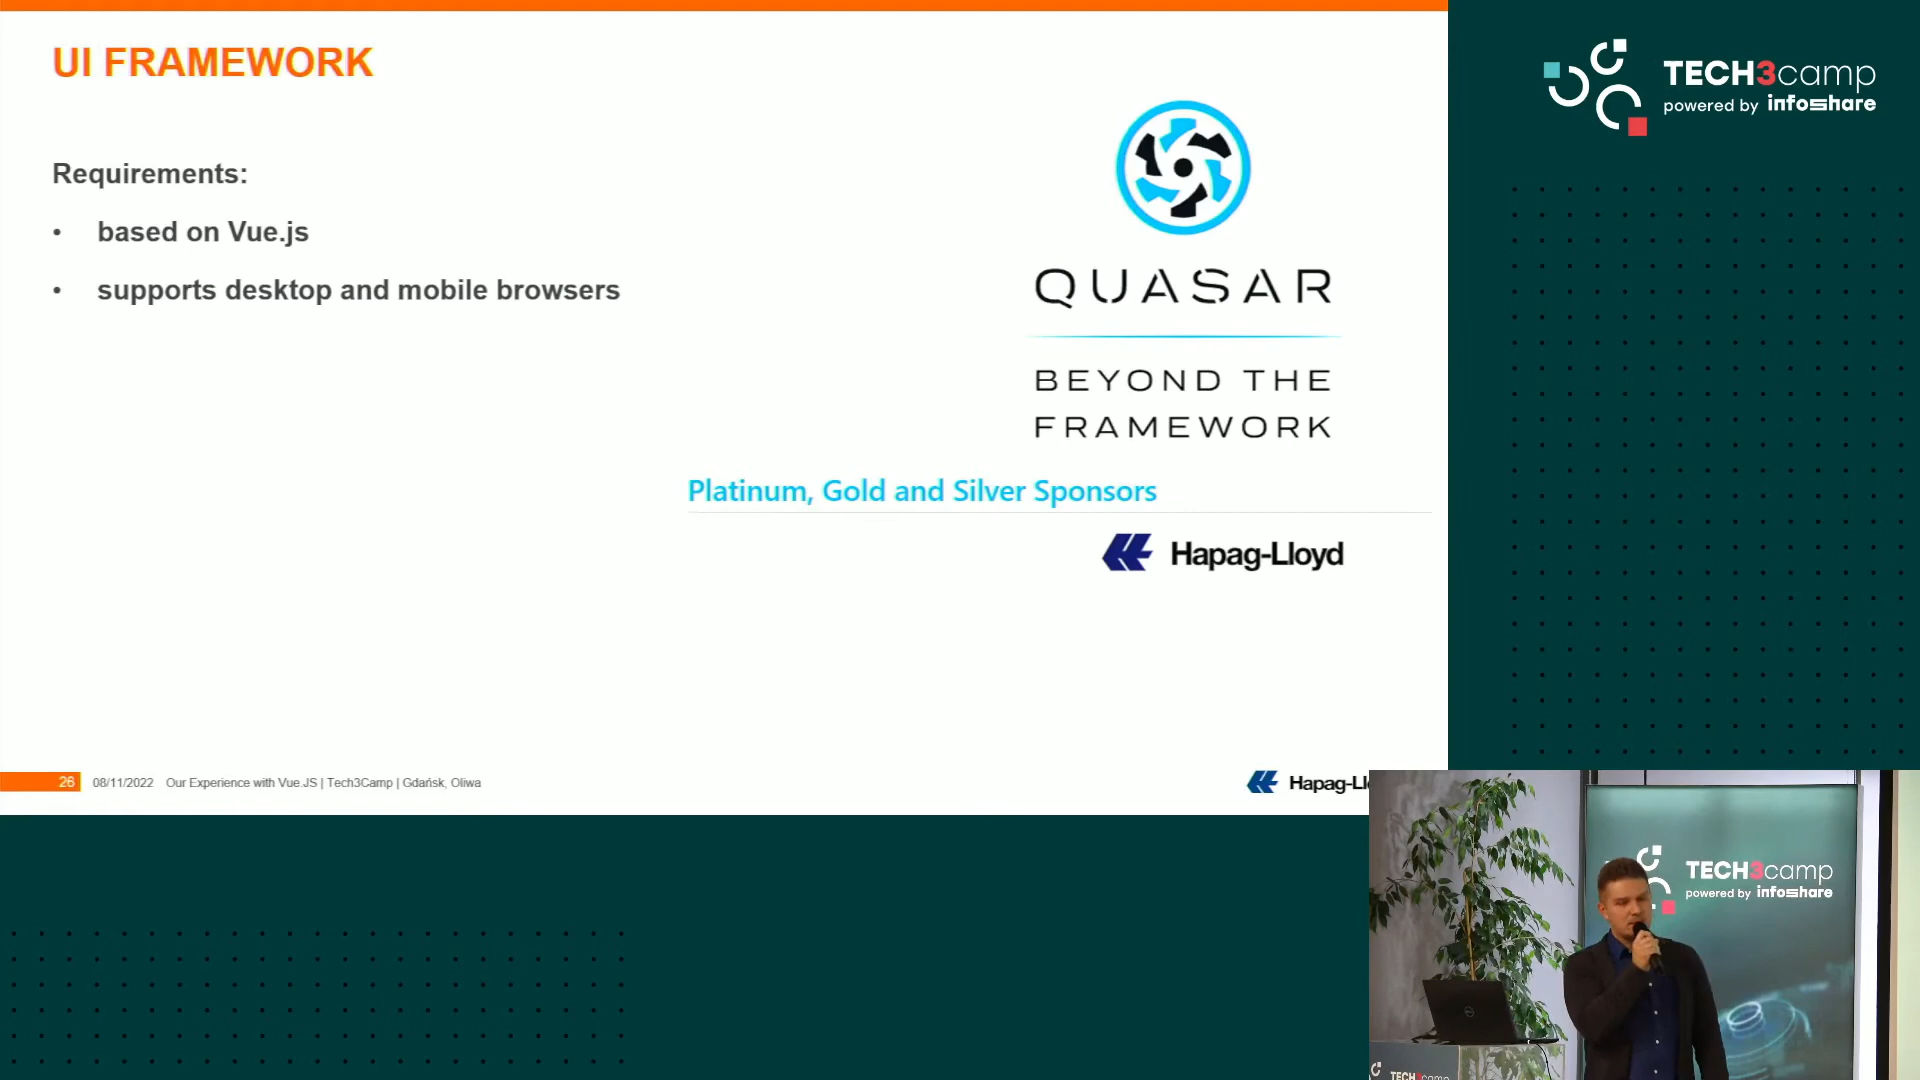 UI FRAMEWORK
Requirements:
• based on Vue.js
• supports desktop and mobile browsers
QUASAR
BEYOND THE
FRAMEWORK
Platinum, Gold and Silver Sponsors
Hapag-Lloyd
26 08/11/2022 Our Experience with Vue.JS | Tech3Camp | Gdańsk, Oliwa
Hapag-Ll
TECH3camp
powered by infoshare
TECH3camp
powered by infoshare
TECH3camp